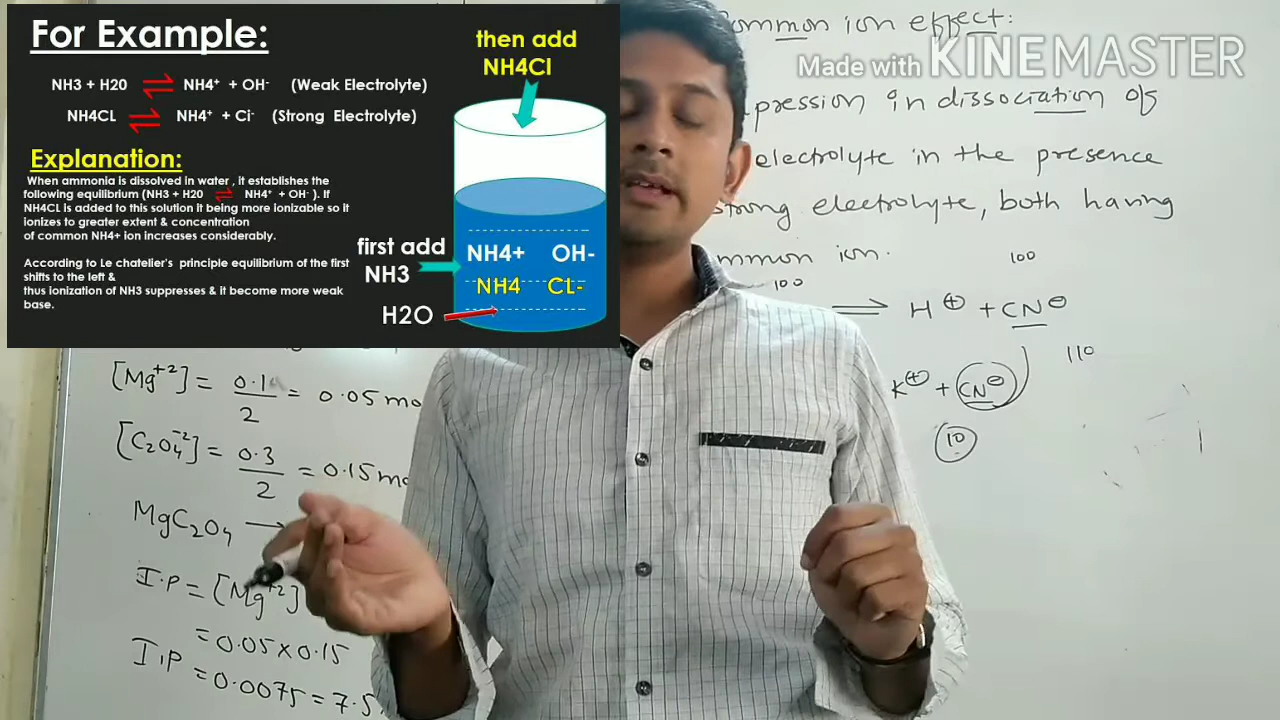 For Example:
NH3 + H20 ⇌ NH4⁺ + OH⁻ (Weak Electrolyte)
NH4CL ⇌ NH4⁺ + Ci⁻ (Strong Electrolyte)
Explanation:
When ammonia is dissolved in water , it establishes the
following equilibrium (NH3 + H20 ⇌ NH4⁺ + OH⁻ ). If
NH4CL is added to this solution it being more ionizable so it
ionizes to greater extent & concentration
of common NH4+ ion increases considerably.
According to Le chatelier's principle equilibrium of the first
shifts to the left &
thus ionization of NH3 suppresses & it become more weak
base.
then add
NH4Cl
first add
NH3
H2O
NH4+ OH-
NH4 CL-
ommon ion effect:
Made with KINEMASTER
pression in dissociation of
electrolyte in the presence
strong electrolyte, both having
mmon ion.
100
100
⇌ H⊕ + CN⊖
110
K⊕ + CN⊖
10
[Mg⁺²] = 0.1 / 2 = 0.05 mo
[C₂O₄⁻²] = 0.3 / 2 = 0.15 mo
MgC₂O₄ →
I.P = [Mg⁺²]
= 0.05 × 0.15
I.P = 0.0075 = 7.5